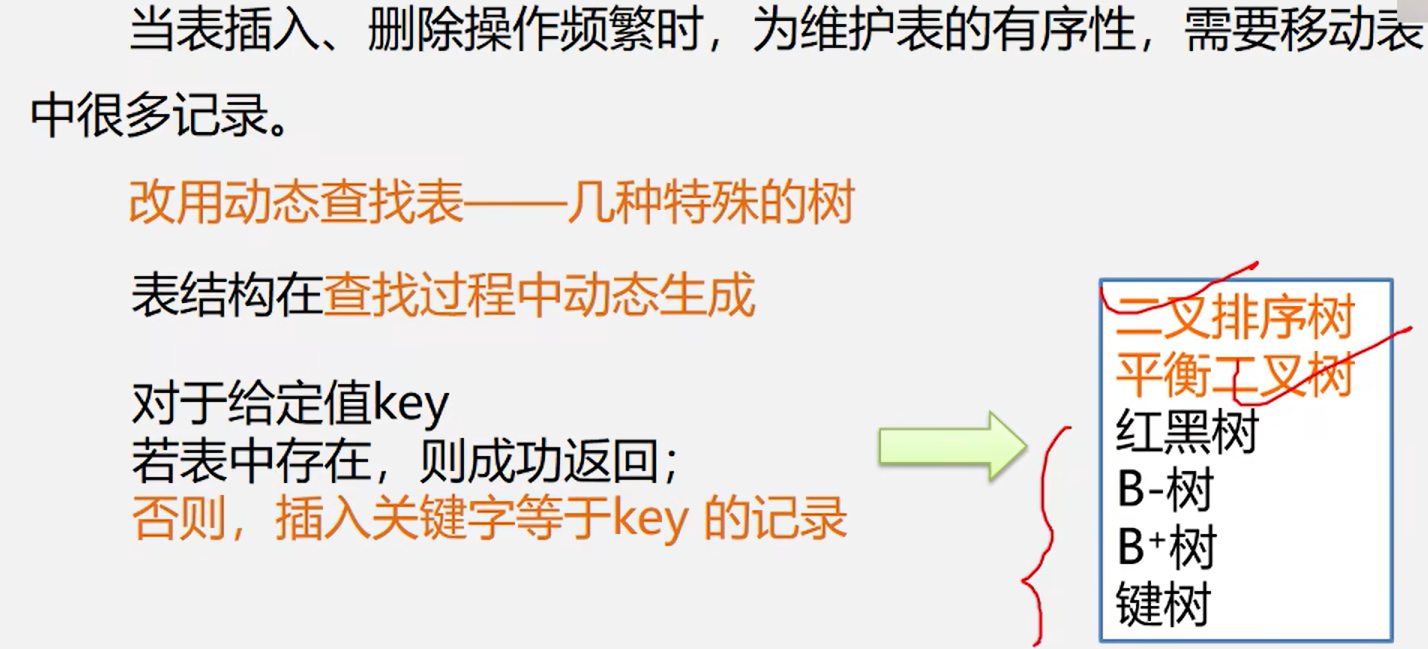 当表插入、删除操作频繁时，为维护表的有序性，需要移动表
中很多记录。
改用动态查找表——几种特殊的树
表结构在查找过程中动态生成
对于给定值key
若表中存在，则成功返回；
否则，插入关键字等于key 的记录
二叉排序树
平衡二叉树
红黑树
B-树
B⁺树
键树